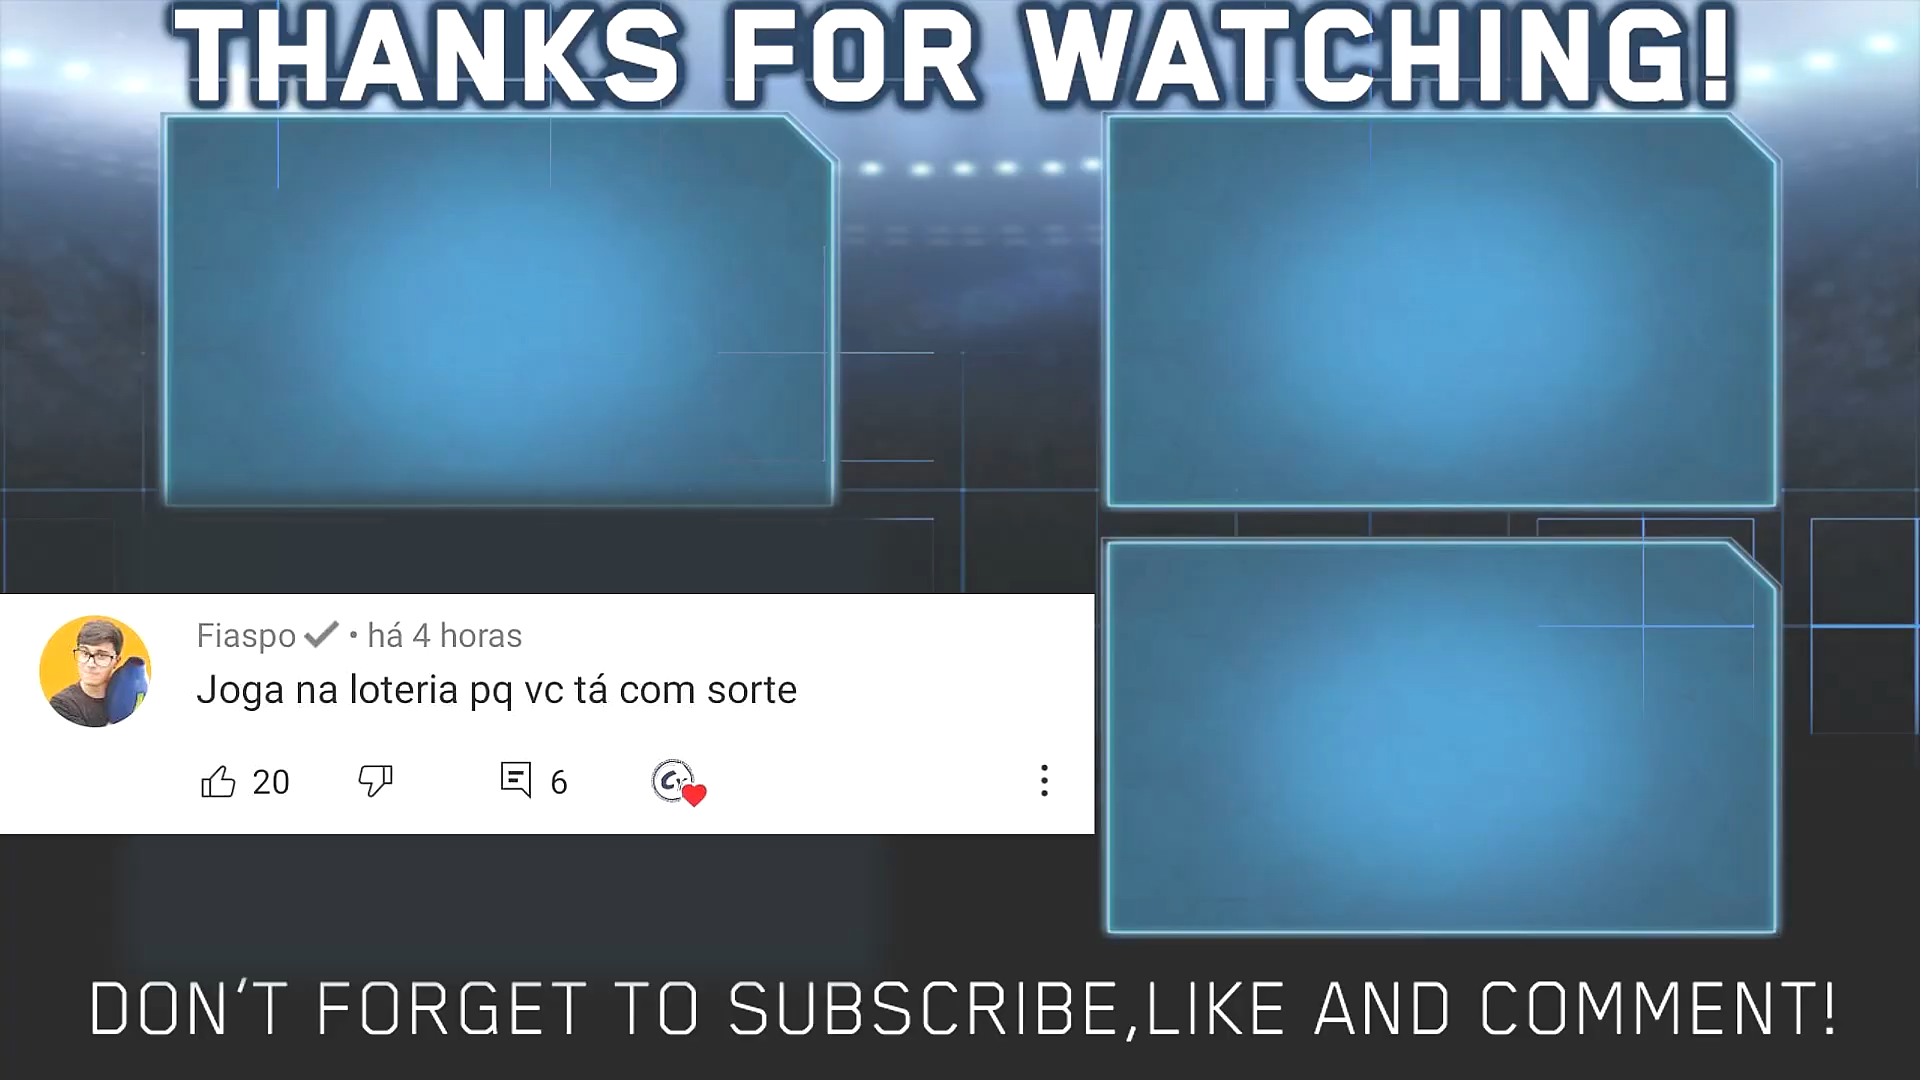 THANKS FOR WATCHING!
Fiaspo • há 4 horas
Joga na loteria pq vc tá com sorte
20 6
DON'T FORGET TO SUBSCRIBE,LIKE AND COMMENT!